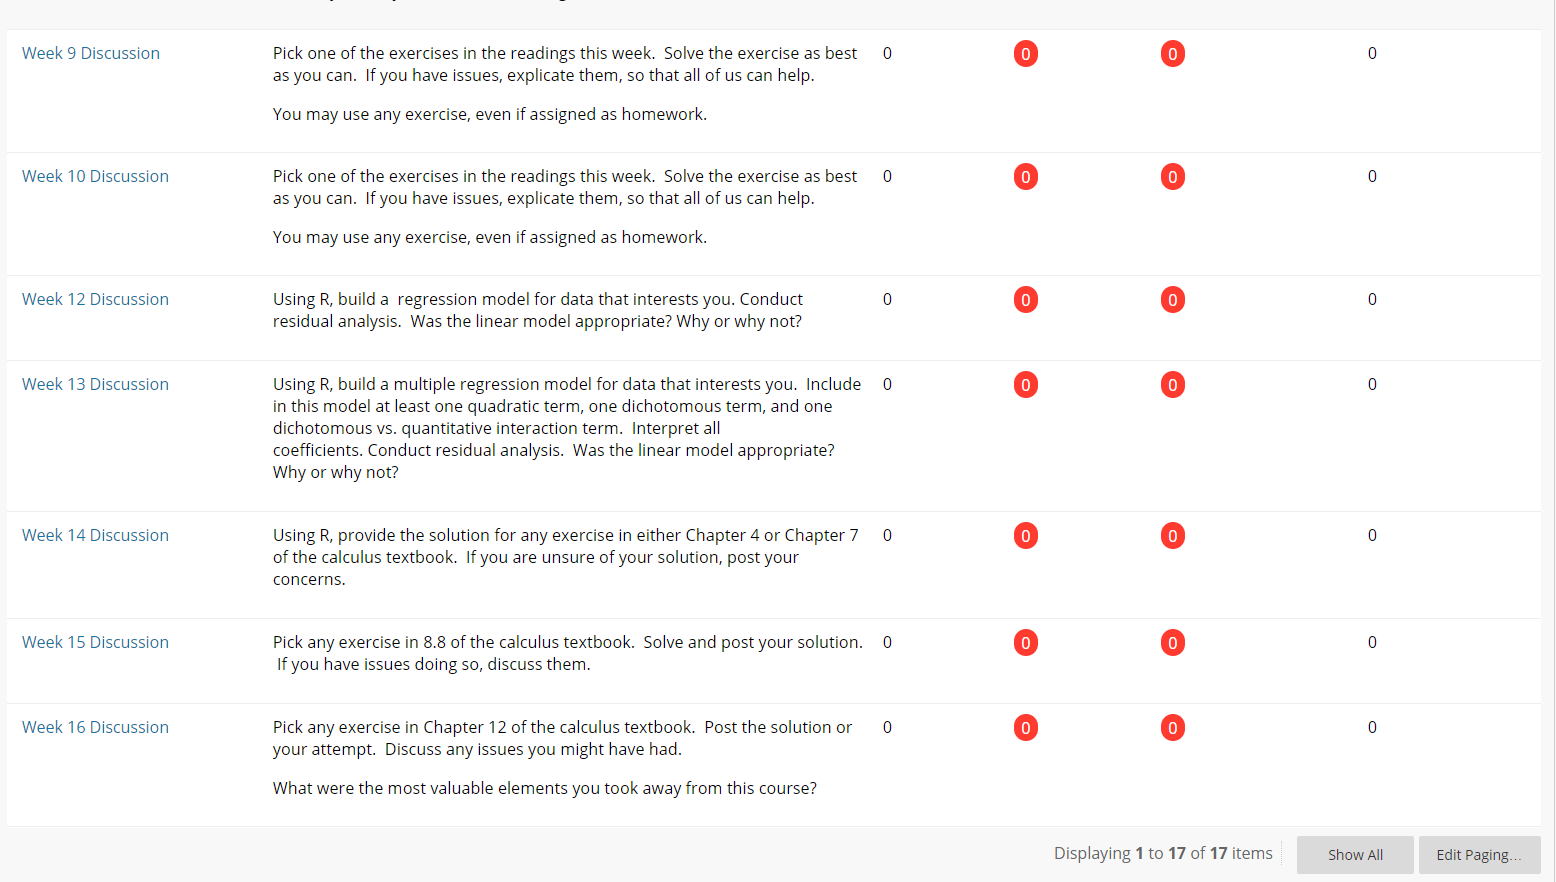 Week 9 Discussion
Pick one of the exercises in the readings this week.  Solve the exercise as best
as you can.  If you have issues, explicate them, so that all of us can help.
You may use any exercise, even if assigned as homework.
0 0 0 0
Week 10 Discussion
Pick one of the exercises in the readings this week.  Solve the exercise as best
as you can.  If you have issues, explicate them, so that all of us can help.
You may use any exercise, even if assigned as homework.
0 0 0 0
Week 12 Discussion
Using R, build a  regression model for data that interests you. Conduct
residual analysis.  Was the linear model appropriate? Why or why not?
0 0 0 0
Week 13 Discussion
Using R, build a multiple regression model for data that interests you.  Include
in this model at least one quadratic term, one dichotomous term, and one
dichotomous vs. quantitative interaction term.  Interpret all
coefficients. Conduct residual analysis.  Was the linear model appropriate?
Why or why not?
0 0 0 0
Week 14 Discussion
Using R, provide the solution for any exercise in either Chapter 4 or Chapter 7
of the calculus textbook.  If you are unsure of your solution, post your
concerns.
0 0 0 0
Week 15 Discussion
Pick any exercise in 8.8 of the calculus textbook.  Solve and post your solution.
If you have issues doing so, discuss them.
0 0 0 0
Week 16 Discussion
Pick any exercise in Chapter 12 of the calculus textbook.  Post the solution or
your attempt.  Discuss any issues you might have had.
What were the most valuable elements you took away from this course?
0 0 0 0
Displaying 1 to 17 of 17 items
Show All
Edit Paging...